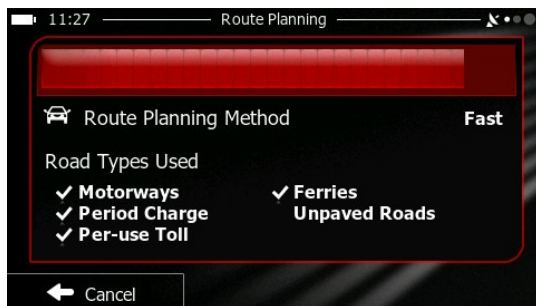 11:27 Route Planning
Route Planning Method Fast
Road Types Used
Motorways Ferries
Period Charge Unpaved Roads
Per-use Toll
Cancel